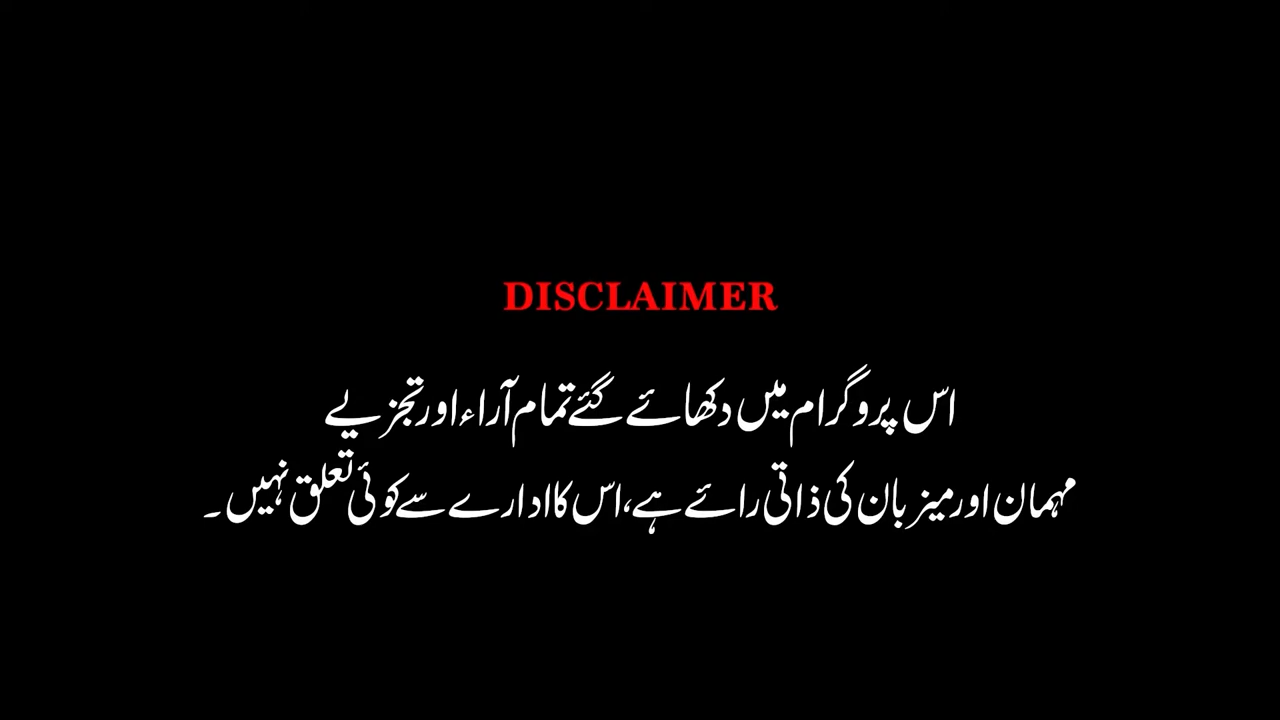 DISCLAIMER
اس پروگرام میں دکھائے گئے تمام آراء اور تجزیے
مہمان اور میزبان کی ذاتی رائے ہے، اس کا ادارے سے کوئی تعلق نہیں۔